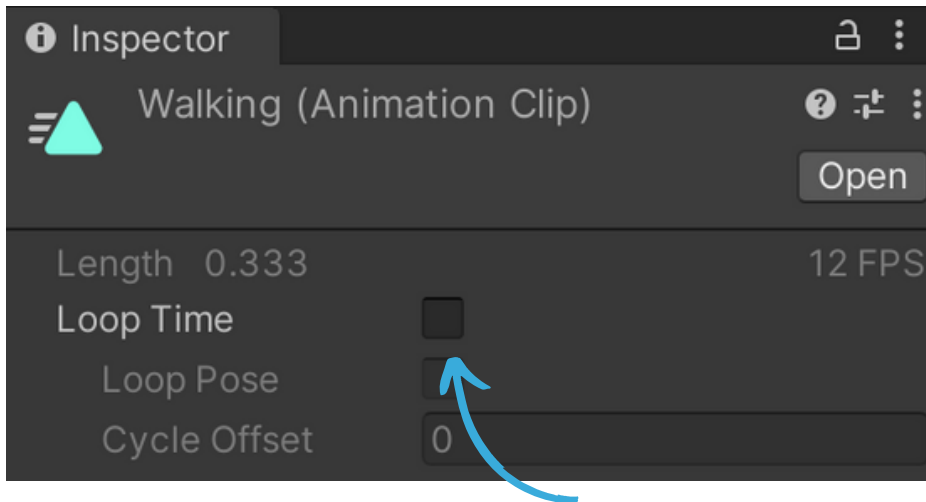 Inspector
Walking (Animation Clip)
Open
Length 0.333 12 FPS
Loop Time
Loop Pose
Cycle Offset 0